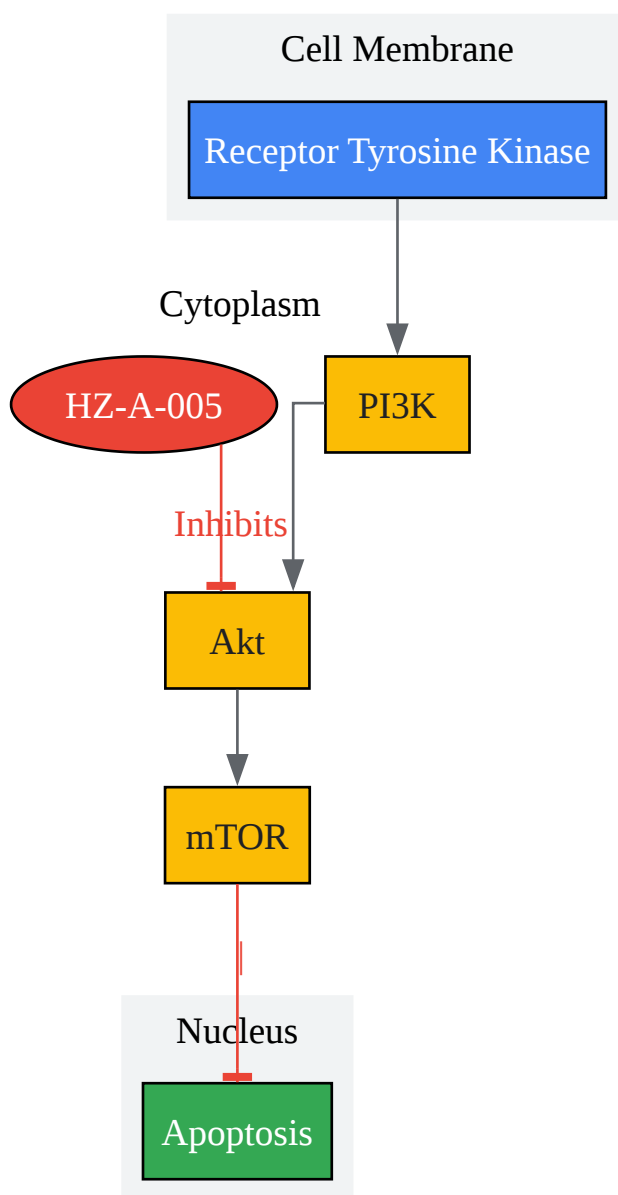 Cell Membrane
Receptor Tyrosine Kinase
Cytoplasm
HZ-A-005
PI3K
Inhibits
Akt
mTOR
|
Nucleus
Apoptosis